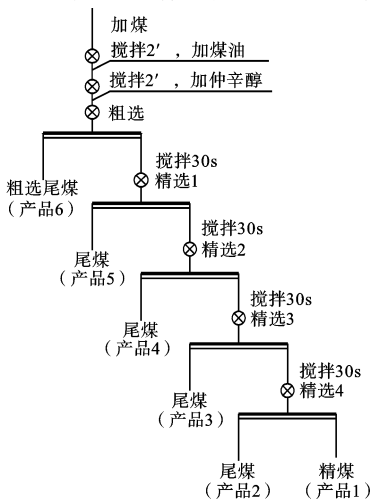 加煤
搅拌2′，加煤油
搅拌2′，加仲辛醇
粗选
搅拌30s
精选1
粗选尾煤
（产品6）
搅拌30s
精选2
尾煤
（产品5）
搅拌30s
精选3
尾煤
（产品4）
搅拌30s
精选4
尾煤
（产品3）
尾煤
（产品2）
精煤
（产品1）